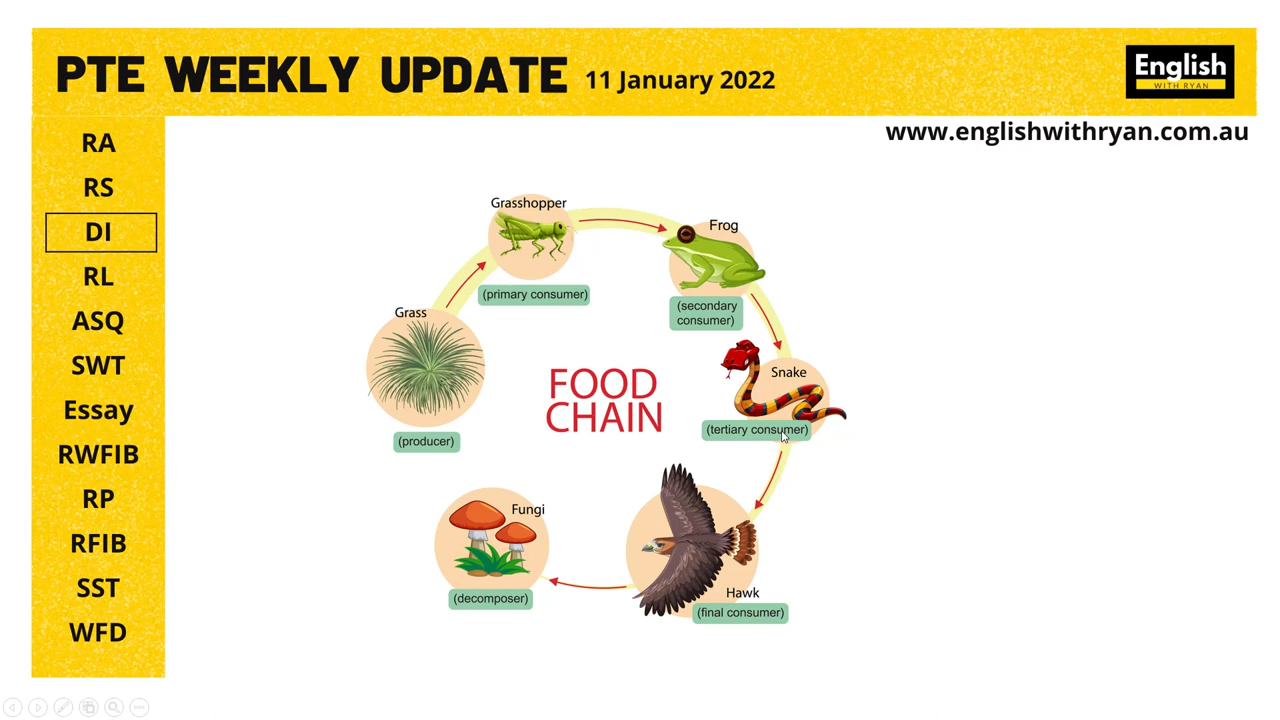 PTE WEEKLY UPDATE 11 January 2022
English
WITH RYAN
www.englishwithryan.com.au
RA
RS
DI
RL
ASQ
SWT
Essay
RWFIB
RP
RFIB
SST
WFD
Grasshopper
(primary consumer)
Frog
(secondary
consumer)
Grass
(producer)
FOOD
CHAIN
Snake
(tertiary consumer)
Fungi
(decomposer)
Hawk
(final consumer)